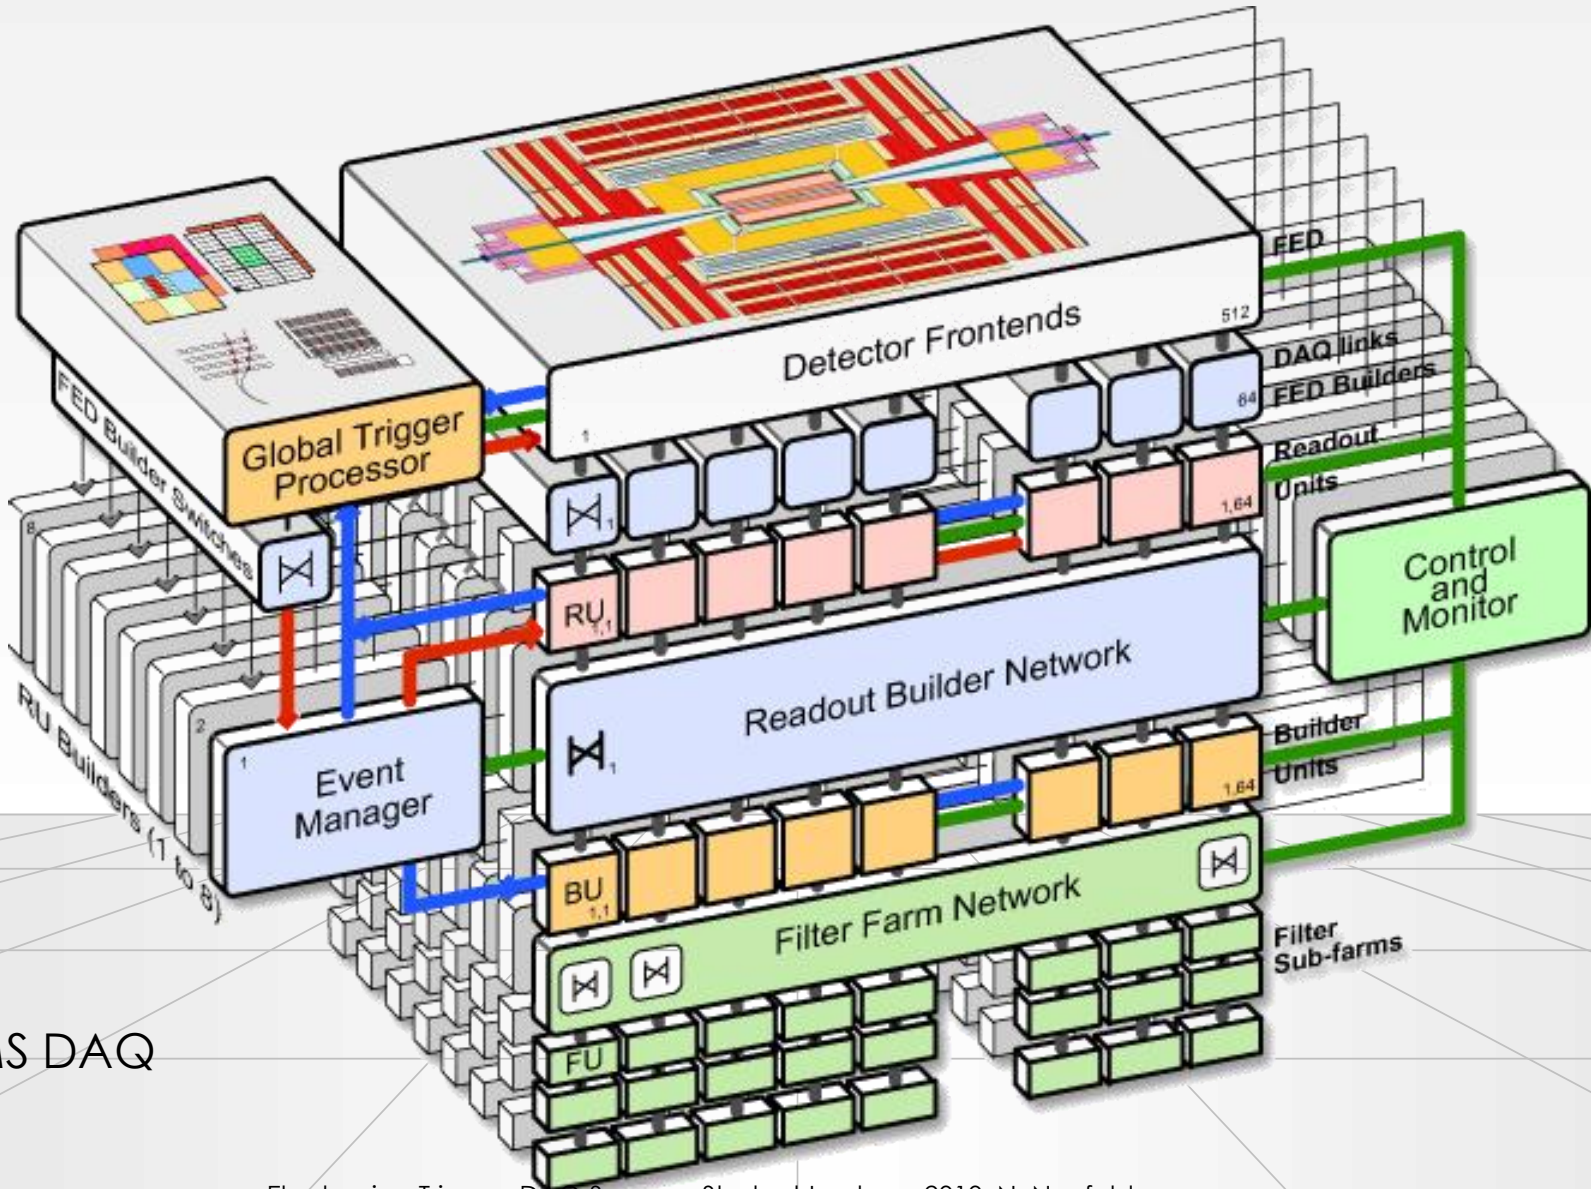 FED
512
Detector Frontends
1
DAQ links
FED Builders
64
Global Trigger
Processor
FED Builder Switches
1
Readout
Units
1,64
8
RU
1,1
Control
and
Monitor
Readout Builder Network
1
2
RU Builders (1 to 8)
1
Event
Manager
Builder
Units
1,64
BU
1,1
Filter Farm Network
Filter
Sub-farms
FU
DAQ